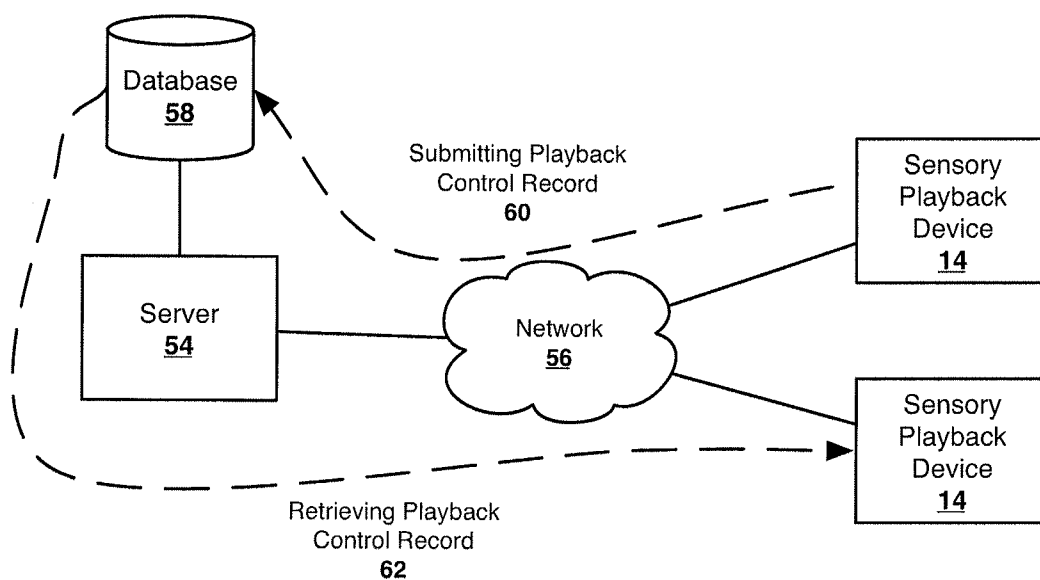 Database
58
Submitting Playback
Control Record
60
Sensory
Playback
Device
14
Server
54
Network
56
Sensory
Playback
Device
14
Retrieving Playback
Control Record
62